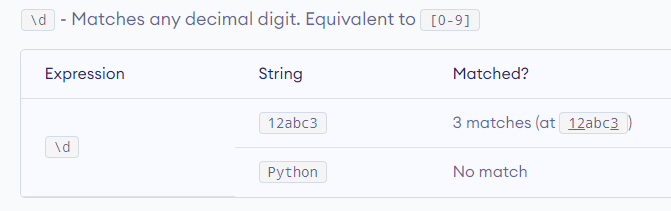 \d - Matches any decimal digit. Equivalent to [0-9]
Expression String Matched?
\d
12abc3 3 matches (at 12abc3)
Python No match